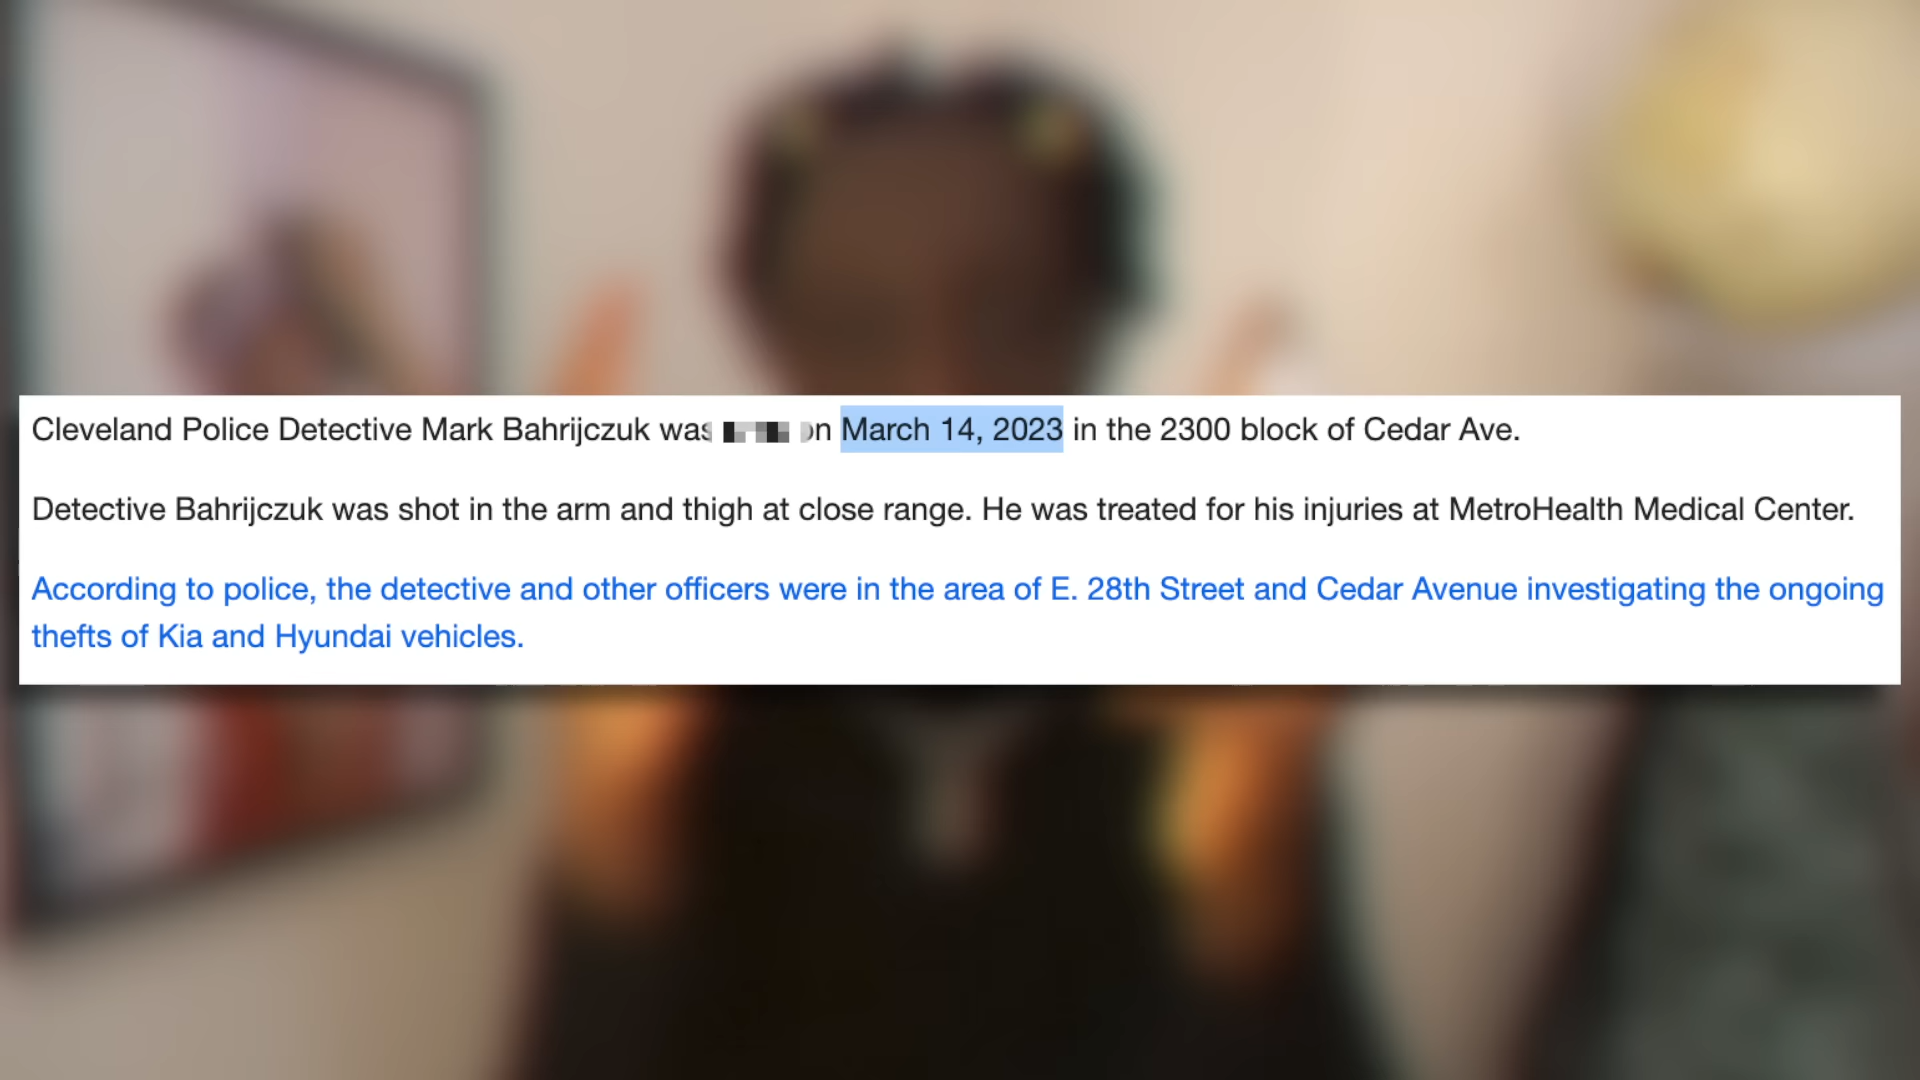 Cleveland Police Detective Mark Bahrijczuk was on March 14, 2023 in the 2300 block of Cedar Ave.
Detective Bahrijczuk was shot in the arm and thigh at close range. He was treated for his injuries at MetroHealth Medical Center.
According to police, the detective and other officers were in the area of E. 28th Street and Cedar Avenue investigating the ongoing
thefts of Kia and Hyundai vehicles.